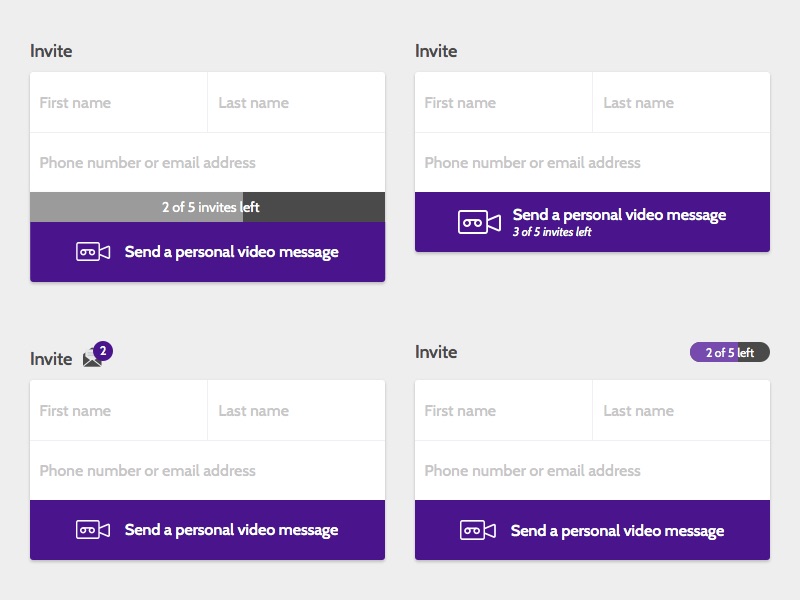 Invite
First name
Last name
Phone number or email address
2 of 5 invites left
Send a personal video message
Invite
First name
Last name
Phone number or email address
Send a personal video message
3 of 5 invites left
Invite
2
First name
Last name
Phone number or email address
Send a personal video message
Invite
2 of 5 left
First name
Last name
Phone number or email address
Send a personal video message